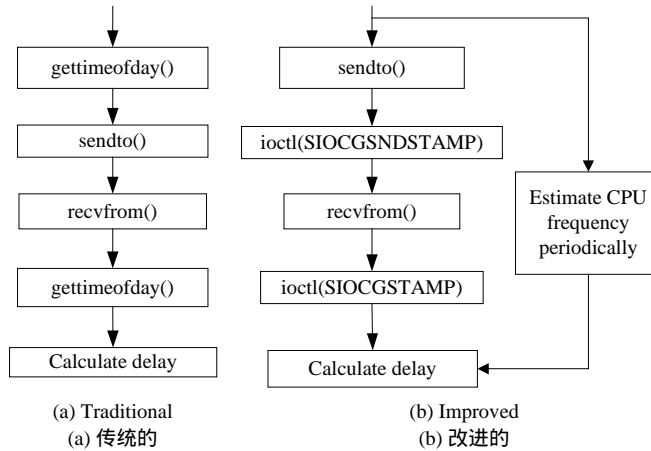 gettimeofday()
sendto()
recvfrom()
gettimeofday()
Calculate delay
(a) Traditional
(a) 传统的
sendto()
ioctl(SIOCGSNDSTAMP)
recvfrom()
ioctl(SIOCGSTAMP)
Calculate delay
Estimate CPU
frequency
periodically
(b) Improved
(b) 改进的